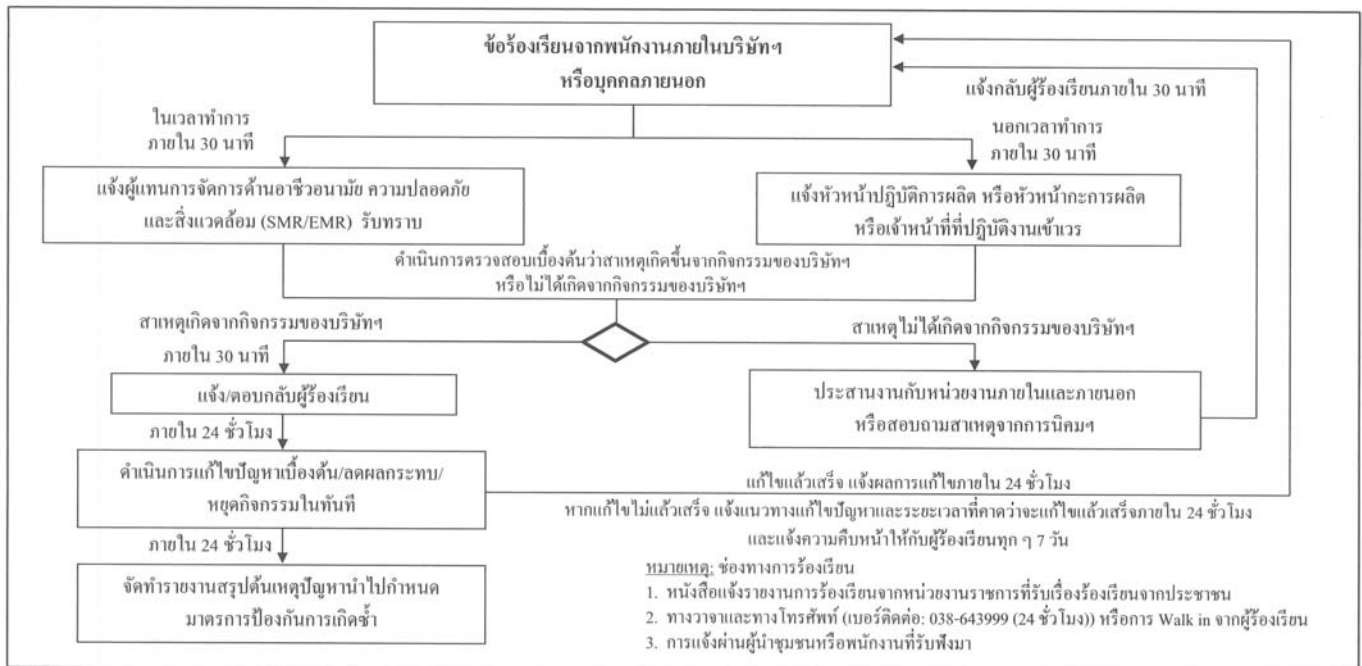 ข้อร้องเรียนจากพนักงานภายในบริษัทฯ
หรือบุคคลภายนอก
แจ้งกลับผู้ร้องเรียนภายใน 30 นาที
ในเวลาทำการ
ภายใน 30 นาที
นอกเวลาทำการ
ภายใน 30 นาที
แจ้งผู้แทนการจัดการด้านอาชีวอนามัย ความปลอดภัย
และสิ่งแวดล้อม (SMR/EMR) รับทราบ
แจ้งหัวหน้าปฏิบัติการผลิต หรือหัวหน้ากะการผลิต
หรือเจ้าหน้าที่ที่ปฏิบัติงานเข้าเวร
ดำเนินการตรวจสอบเบื้องต้นว่าสาเหตุเกิดขึ้นจากกิจกรรมของบริษัทฯ
หรือไม่ได้เกิดจากกิจกรรมของบริษัทฯ
สาเหตุเกิดจากกิจกรรมของบริษัทฯ
ภายใน 30 นาที
สาเหตุไม่ได้เกิดจากกิจกรรมของบริษัทฯ
แจ้ง/ตอบกลับผู้ร้องเรียน
ประสานงานกับหน่วยงานภายในและภายนอก
หรือสอบถามสาเหตุจากการนิคมฯ
ภายใน 24 ชั่วโมง
ดำเนินการแก้ไขปัญหาเบื้องต้น/ลดผลกระทบ/
หยุดกิจกรรมในทันที
แก้ไขแล้วเสร็จ แจ้งผลการแก้ไขภายใน 24 ชั่วโมง
หากแก้ไขไม่แล้วเสร็จ แจ้งแนวทางแก้ไขปัญหาและระยะเวลาที่คาดว่าจะแก้ไขแล้วเสร็จภายใน 24 ชั่วโมง
และแจ้งความคืบหน้าให้กับผู้ร้องเรียนทุก ๆ 7 วัน
ภายใน 24 ชั่วโมง
จัดทำรายงานสรุปต้นเหตุปัญหานำไปกำหนด
มาตรการป้องกันการเกิดซ้ำ
หมายเหตุ: ช่องทางการร้องเรียน
1. หนังสือแจ้งรายงานการร้องเรียนจากหน่วยงานราชการที่รับเรื่องร้องเรียนจากประชาชน
2. ทางวาจาและทางโทรศัพท์ (เบอร์ติดต่อ: 038-643999 (24 ชั่วโมง)) หรือการ Walk in จากผู้ร้องเรียน
3. การแจ้งผ่านผู้นำชุมชนหรือพนักงานที่รับฟังมา